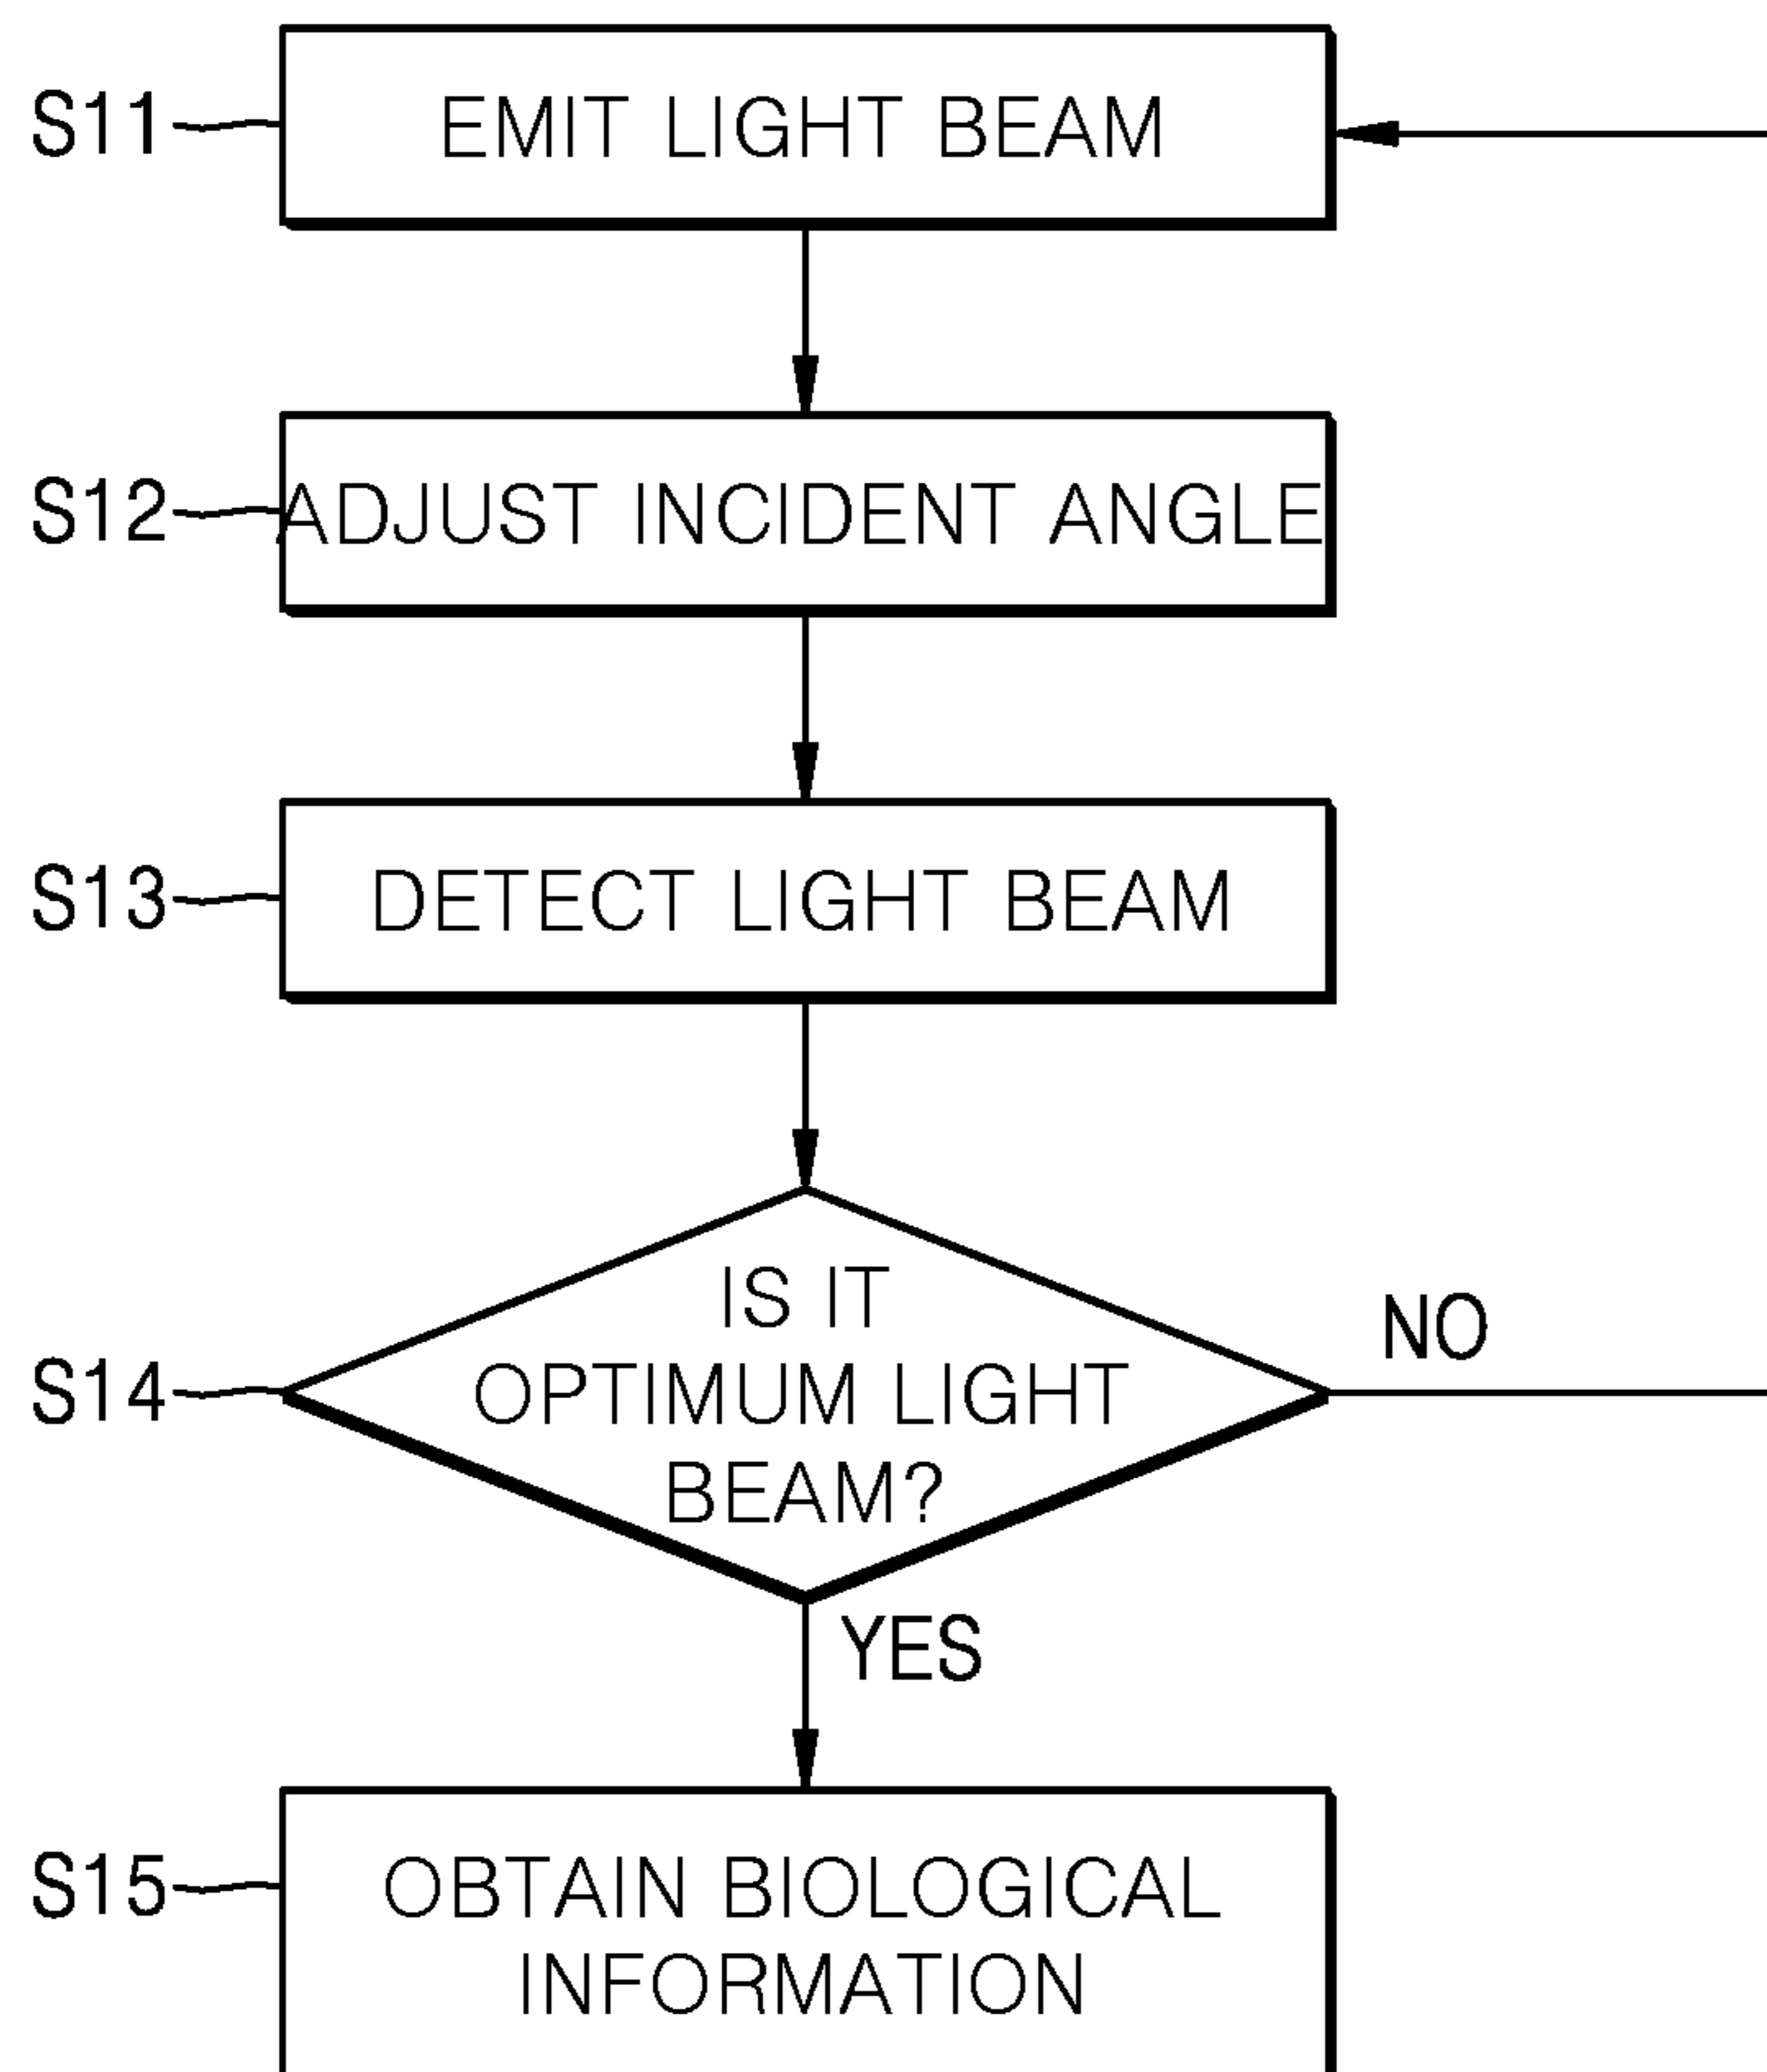 S11 EMIT LIGHT BEAM
S12 ADJUST INCIDENT ANGLE
S13 DETECT LIGHT BEAM
IS IT
S14 OPTIMUM LIGHT
NO
BEAM?
YES
S15 OBTAIN BIOLOGICAL
INFORMATION